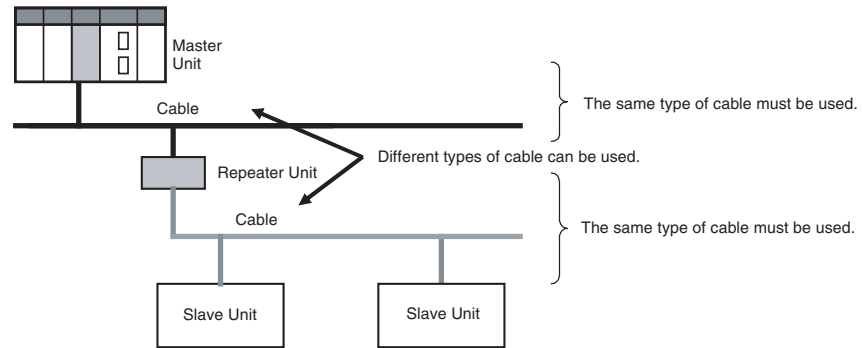 Master
Unit
Cable
The same type of cable must be used.
Different types of cable can be used.
Repeater Unit
Cable
The same type of cable must be used.
Slave Unit
Slave Unit